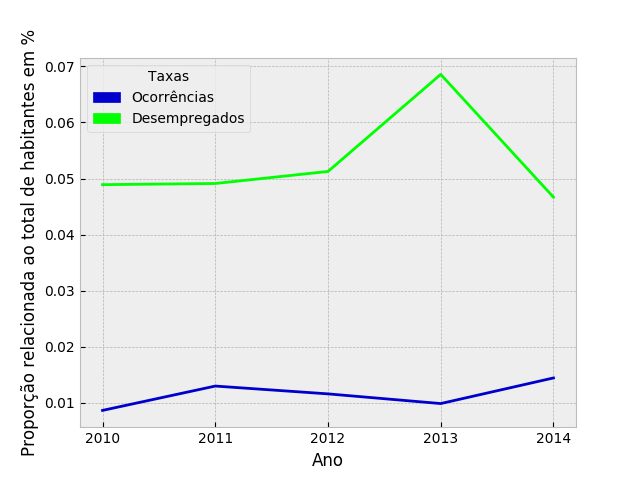 Proporção relacionada ao total de habitantes em %
0.07
0.06
0.05
0.04
0.03
0.02
0.01
Taxas
Ocorrências
Desempregados
2010 2011 2012 2013 2014
Ano